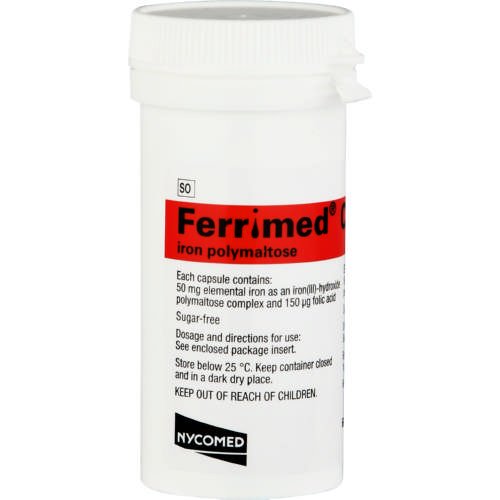 S0
Ferrimed®
iron polymaltose
Each capsule contains:
50 mg elemental iron as an iron(III)-hydroxide
polymaltose complex and 150 µg folic acid
Sugar-free
Dosage and directions for use:
See enclosed package insert.
Store below 25 °C. Keep container closed
and in a dark dry place.
KEEP OUT OF REACH OF CHILDREN.
NYCOMED